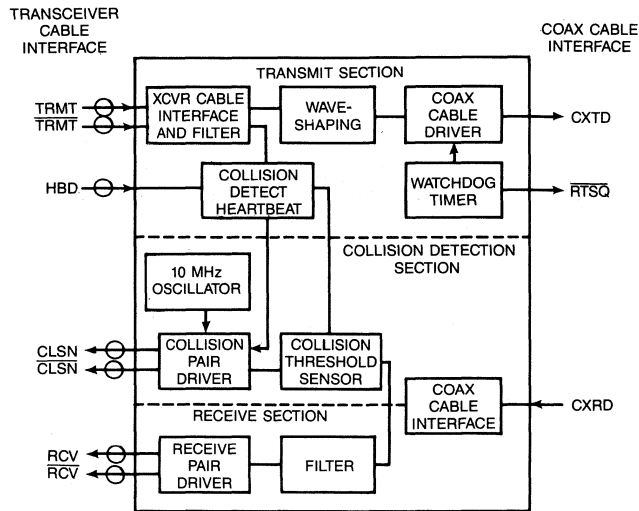 TRANSCEIVER
CABLE
INTERFACE
COAX CABLE
INTERFACE
TRANSMIT SECTION
TRMT
TRMT
XCVR CABLE
INTERFACE
AND FILTER
WAVE-
SHAPING
COAX
CABLE
DRIVER
CXTD
HBD
COLLISION
DETECT
HEARTBEAT
WATCHDOG
TIMER
RTSQ
COLLISION DETECTION
SECTION
10 MHz
OSCILLATOR
CLSN
CLSN
COLLISION
PAIR
DRIVER
COLLISION
THRESHOLD
SENSOR
COAX
CABLE
INTERFACE
CXRD
RECEIVE SECTION
RCV
RCV
RECEIVE
PAIR
DRIVER
FILTER